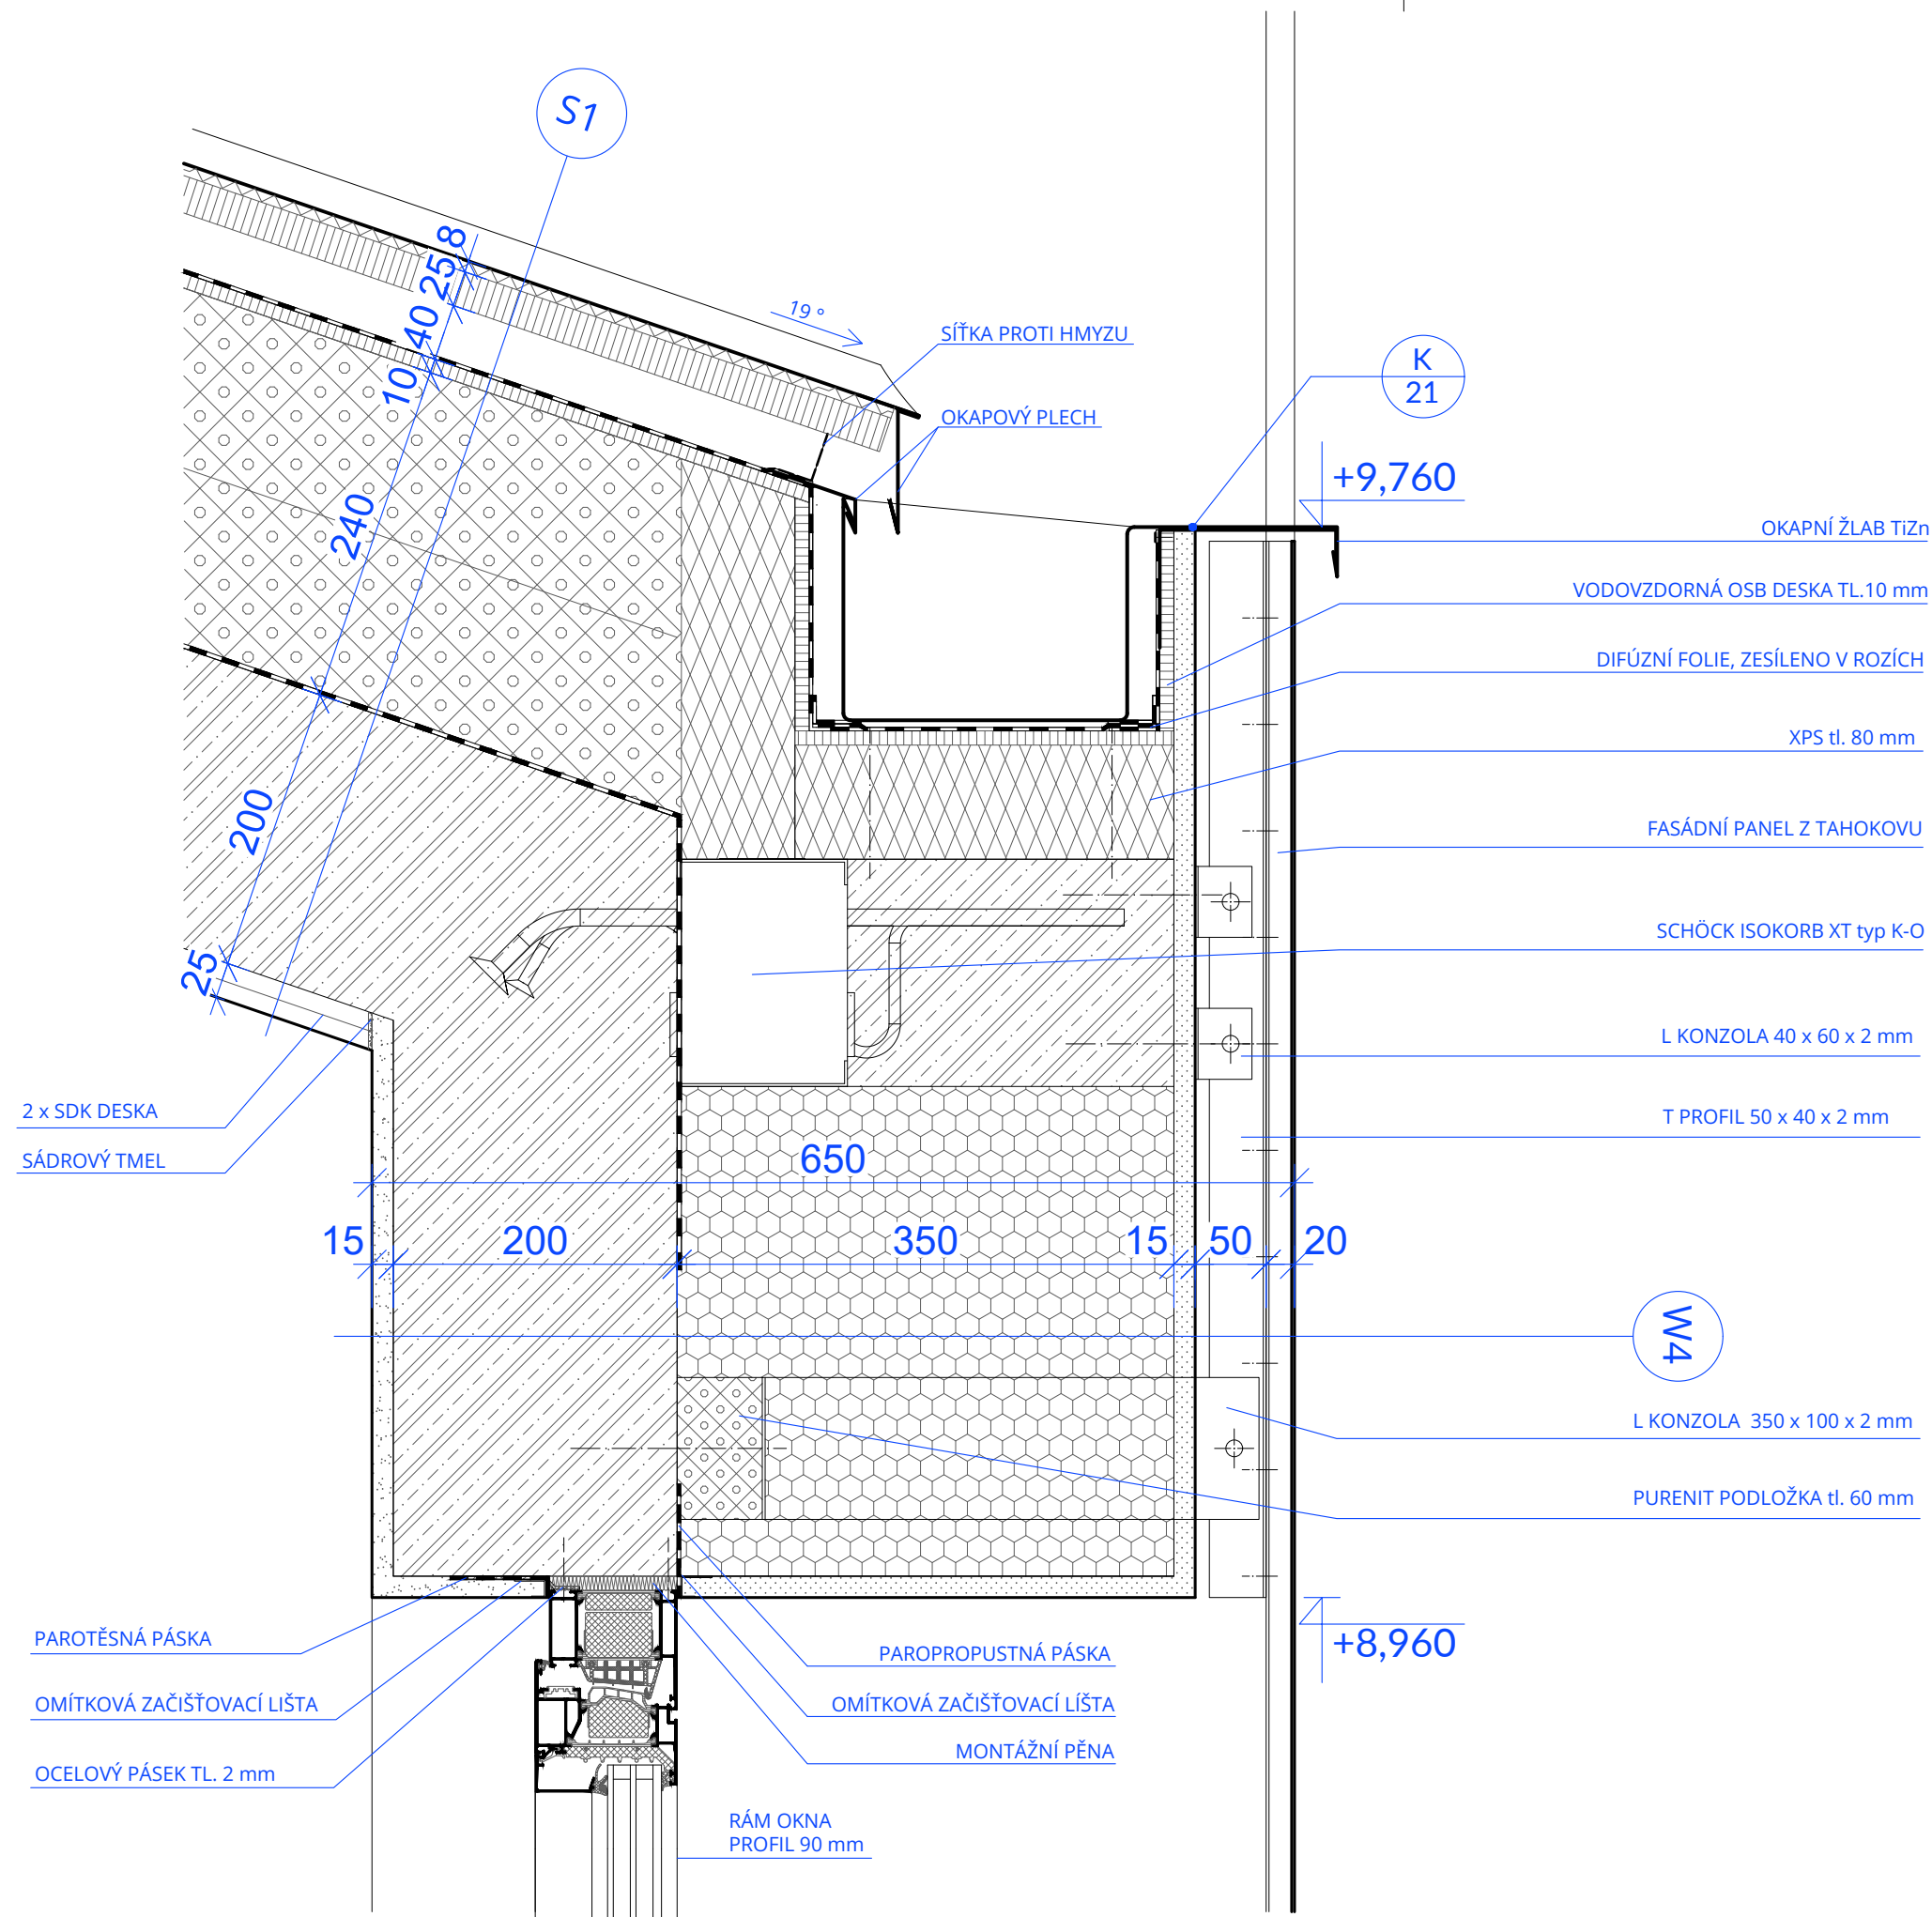 S1
8
25
40
10
240
200
25
19 °
SÍŤKA PROTI HMYZU
OKAPOVÝ PLECH
K
21
+9,760
OKAPNÍ ŽLAB TiZn
VODOVZDORNÁ OSB DESKA TL.10 mm
DIFÚZNÍ FOLIE, ZESÍLENO V ROZÍCH
XPS tl. 80 mm
FASÁDNÍ PANEL Z TAHOKOVU
SCHÖCK ISOKORB XT typ K-O
L KONZOLA 40 x 60 x 2 mm
T PROFIL 50 x 40 x 2 mm
2 x SDK DESKA
SÁDROVÝ TMEL
650
15
200
350
15
50
20
W4
L KONZOLA 350 x 100 x 2 mm
PURENIT PODLOŽKA tl. 60 mm
+8,960
PAROTĚSNÁ PÁSKA
OMÍTKOVÁ ZAČIŠŤOVACÍ LIŠTA
OCELOVÝ PÁSEK TL. 2 mm
PAROPROPUSTNÁ PÁSKA
OMÍTKOVÁ ZAČIŠŤOVACÍ LÍŠTA
MONTÁŽNÍ PĚNA
RÁM OKNA
PROFIL 90 mm